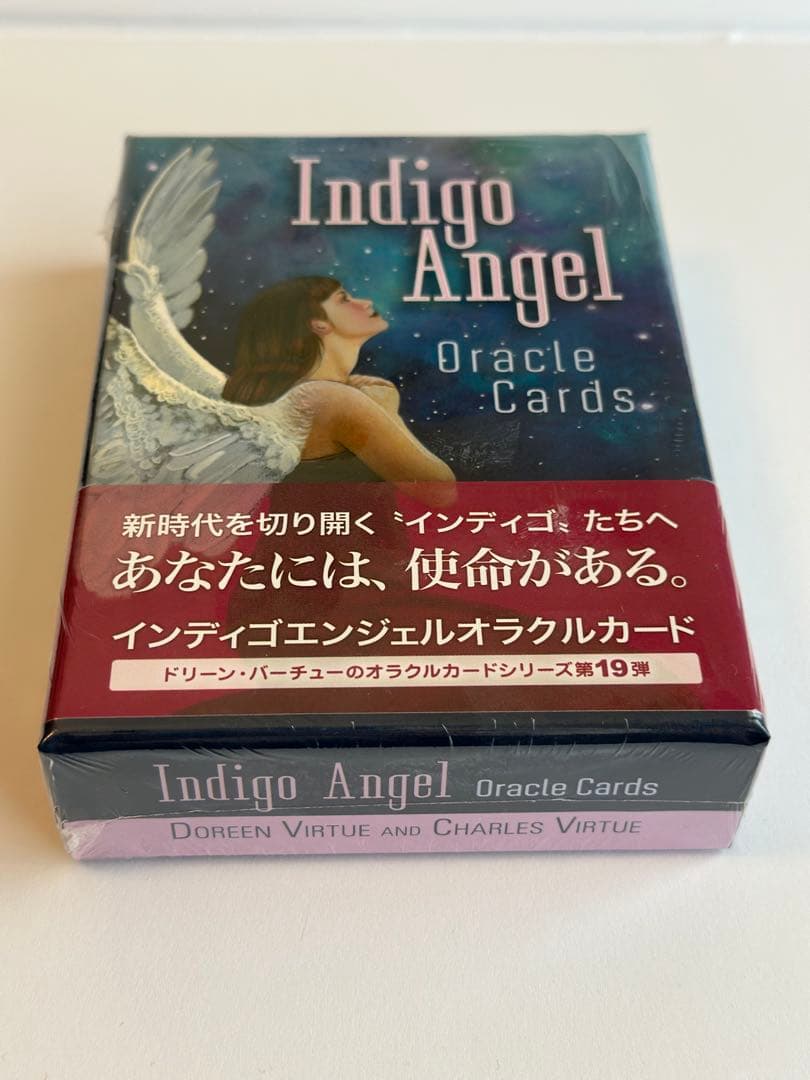 Indigo
Angel
Oracle
Cards
新時代を切り開く〝インディゴ〟たちへ
あなたには、使命がある。
インディゴエンジェルオラクルカード
ドリーン・バーチューのオラクルカードシリーズ第19弾
Indigo Angel Oracle Cards
DOREEN VIRTUE AND CHARLES VIRTUE